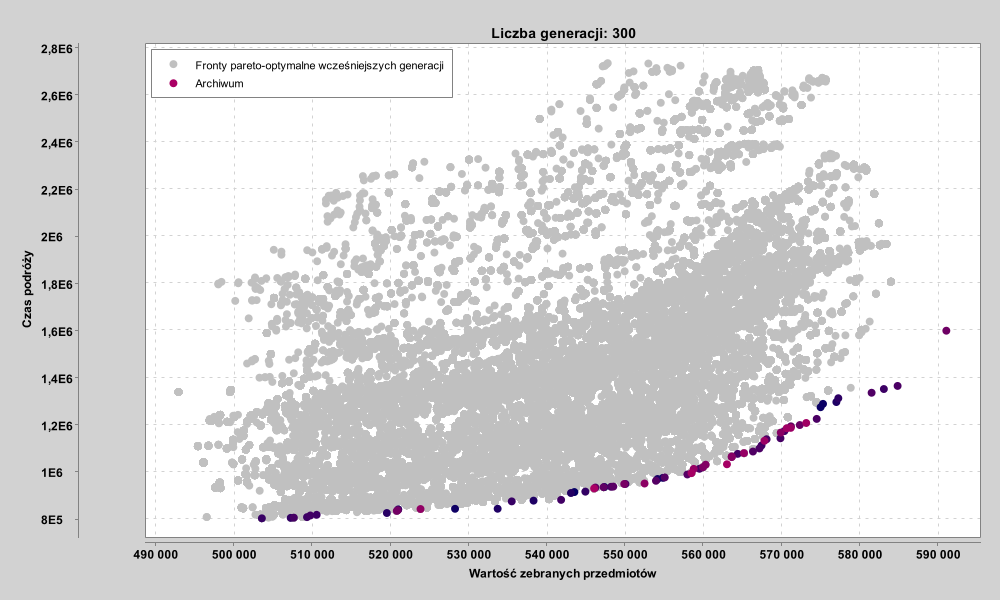 Liczba generacji: 300
Fronty pareto-optymalne wcześniejszych generacji
Archiwum
Czas podróży
2,8E6
2,6E6
2,4E6
2,2E6
2E6
1,8E6
1,6E6
1,4E6
1,2E6
1E6
8E5
490 000 500 000 510 000 520 000 530 000 540 000 550 000 560 000 570 000 580 000 590 000
Wartość zebranych przedmiotów